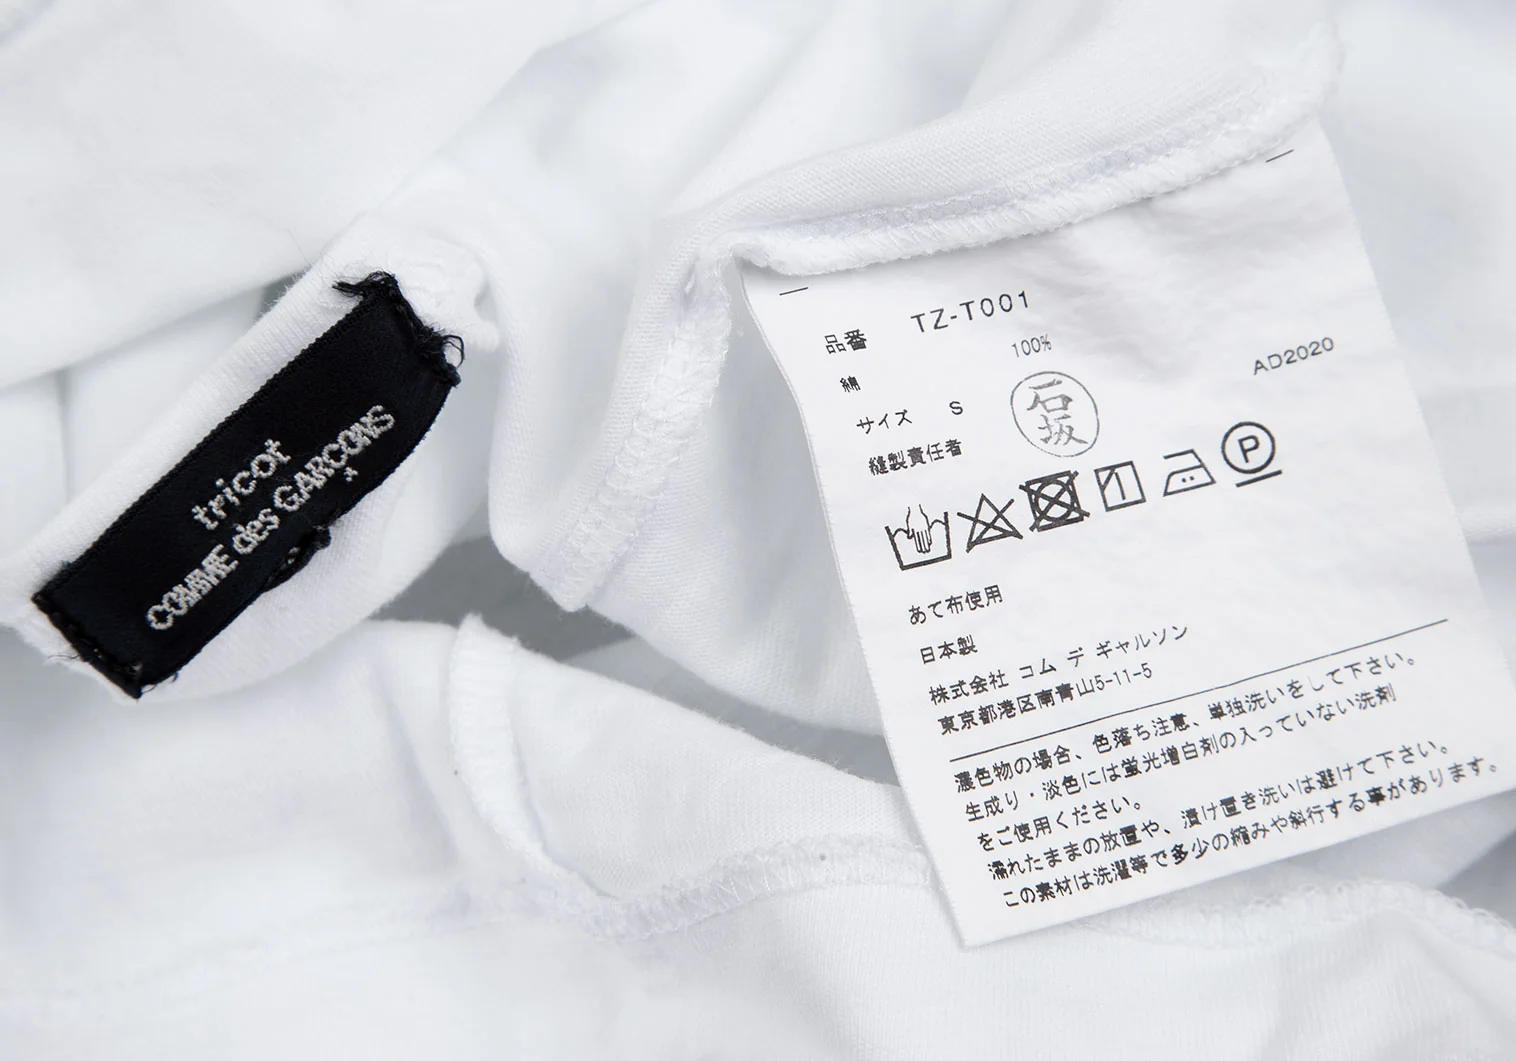 tricot
COMME des GARÇONS
品番 TZ-T001
綿 100%
AD2020
サイズ S
縫製責任者 石坂
P
あて布使用
日本製
株式会社 コム デ ギャルソン
東京都港区南青山5-11-5
濃色物の場合、色落ち注意、単独洗いをして下さい。
生成り・淡色には蛍光増白剤の入っていない洗剤
をご使用ください。
濡れたままの放置や、漬け置き洗いは避けて下さい。
この素材は洗濯等で多少の縮みや斜行する事があります。